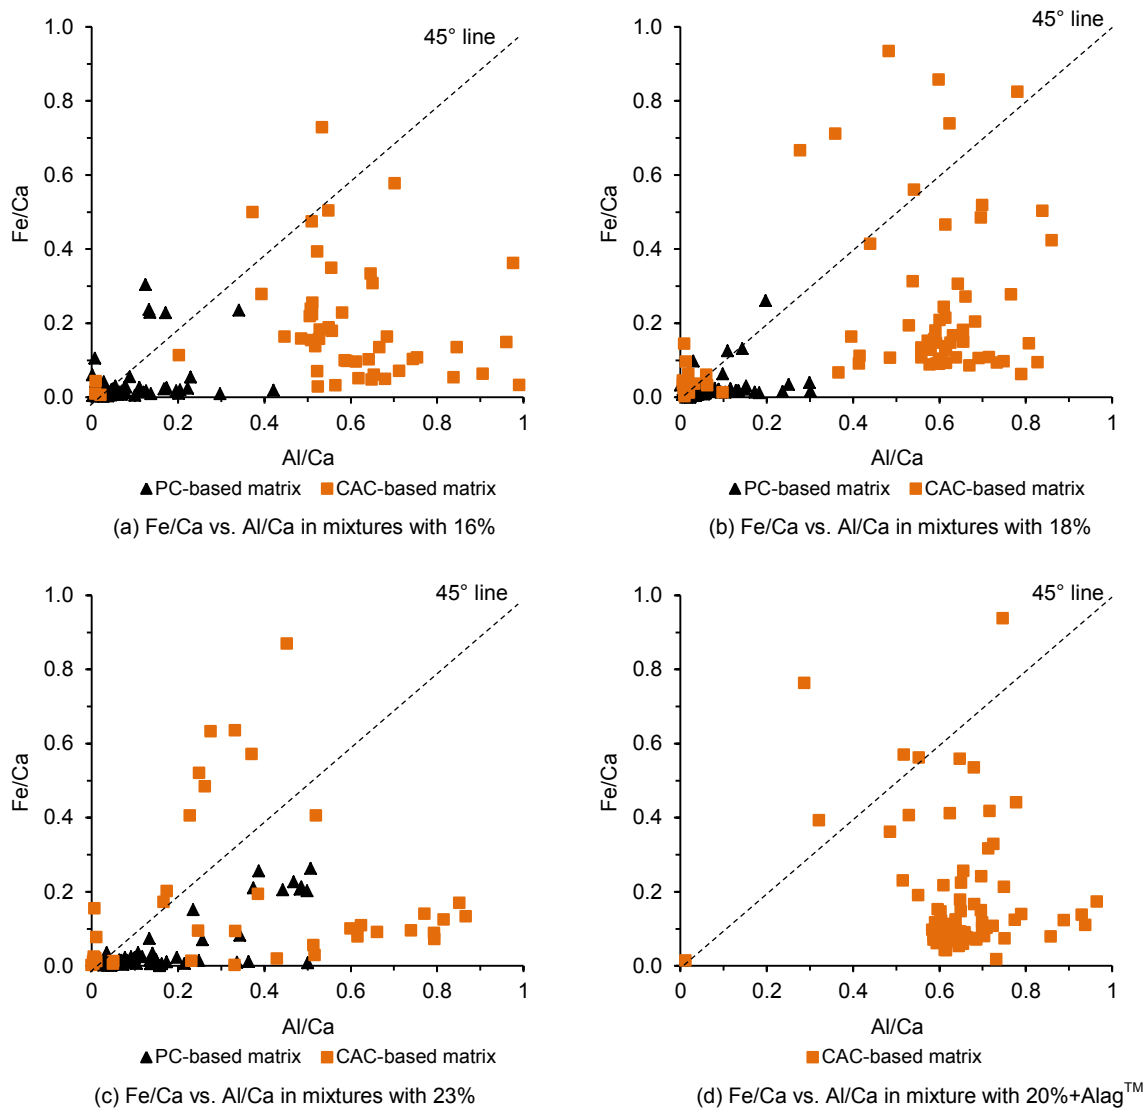 1.0
0.8
0.6
0.4
0.2
0.0
Fe/Ca
45° line
0 0.2 0.4 0.6 0.8 1
Al/Ca
PC-based matrix CAC-based matrix
(a) Fe/Ca vs. Al/Ca in mixtures with 16%
1.0
0.8
0.6
0.4
0.2
0.0
Fe/Ca
45° line
0 0.2 0.4 0.6 0.8 1
Al/Ca
PC-based matrix CAC-based matrix
(b) Fe/Ca vs. Al/Ca in mixtures with 18%
1.0
0.8
0.6
0.4
0.2
0.0
Fe/Ca
45° line
0 0.2 0.4 0.6 0.8 1
Al/Ca
PC-based matrix CAC-based matrix
(c) Fe/Ca vs. Al/Ca in mixtures with 23%
1.0
0.8
0.6
0.4
0.2
0.0
Fe/Ca
45° line
0 0.2 0.4 0.6 0.8 1
Al/Ca
CAC-based matrix
(d) Fe/Ca vs. Al/Ca in mixture with 20%+Alag™